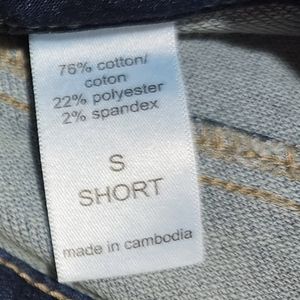 76% cotton/
coton
22% polyester
2% spandex
S
SHORT
made in cambodia